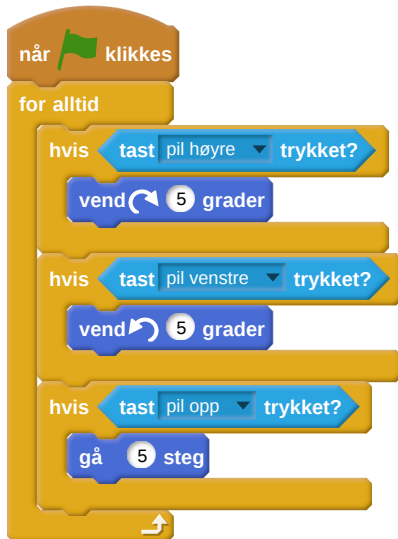 når klikkes
for alltid
hvis tast pil høyre trykket?
vend 5 grader
hvis tast pil venstre trykket?
vend 5 grader
hvis tast pil opp trykket?
gå 5 steg